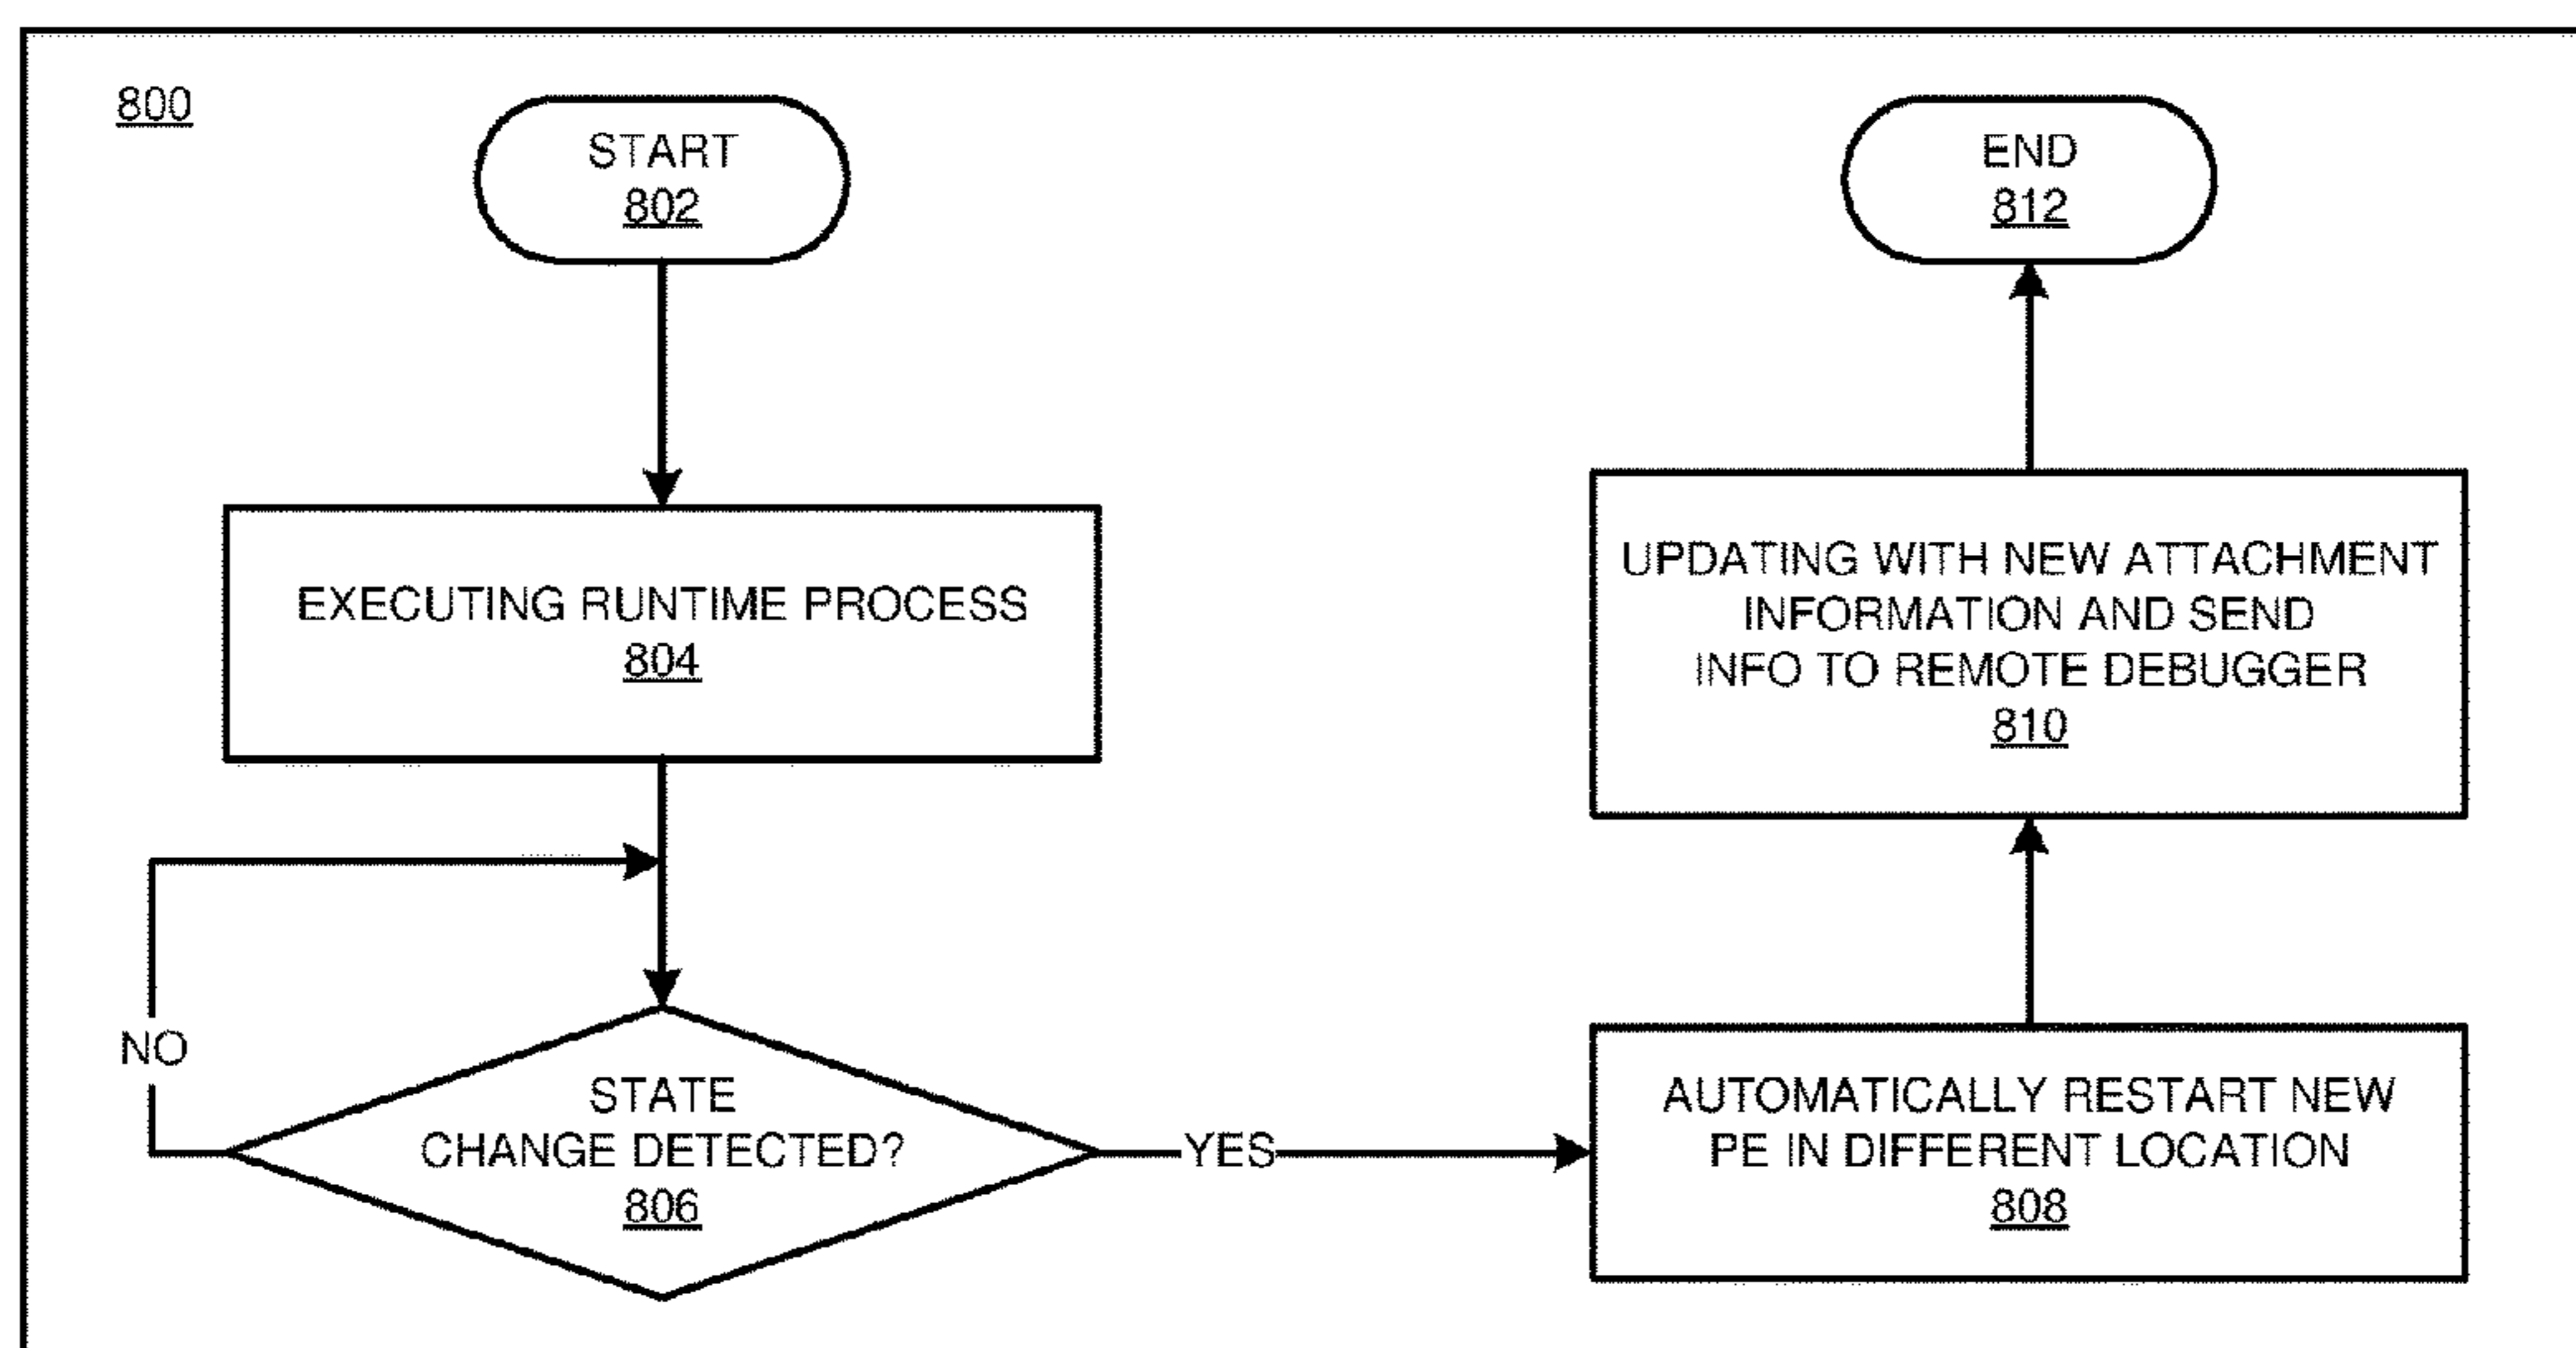 800
START
802
EXECUTING RUNTIME PROCESS
804
NO
STATE
CHANGE DETECTED?
806
YES
AUTOMATICALLY RESTART NEW
PE IN DIFFERENT LOCATION
808
UPDATING WITH NEW ATTACHMENT
INFORMATION AND SEND
INFO TO REMOTE DEBUGGER
810
END
812